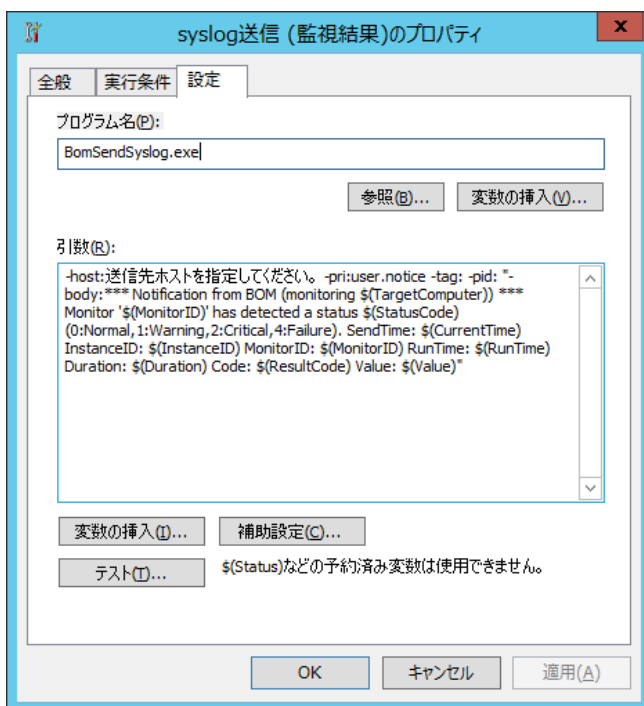 syslog送信 (監視結果)のプロパティ
x
全般 実行条件 設定
プログラム名(P):
BomSendSyslog.exe
参照(B)... 変数の挿入(V)...
引数(R):
-host:送信先ホストを指定してください。-pri:user.notice -tag: -pid: "-
body:*** Notification from BOM (monitoring $(TargetComputer)) ***
Monitor '$(MonitorID)' has detected a status $(StatusCode)
(0:Normal,1:Warning,2:Critical,4:Failure). SendTime: $(CurrentTime)
InstanceID: $(InstanceID) MonitorID: $(MonitorID) RunTime: $(RunTime)
Duration: $(Duration) Code: $(ResultCode) Value: $(Value)"
変数の挿入(I)... 補助設定(C)...
テスト(T)... $(Status)などの予約済み変数は使用できません。
OK キャンセル 適用(A)